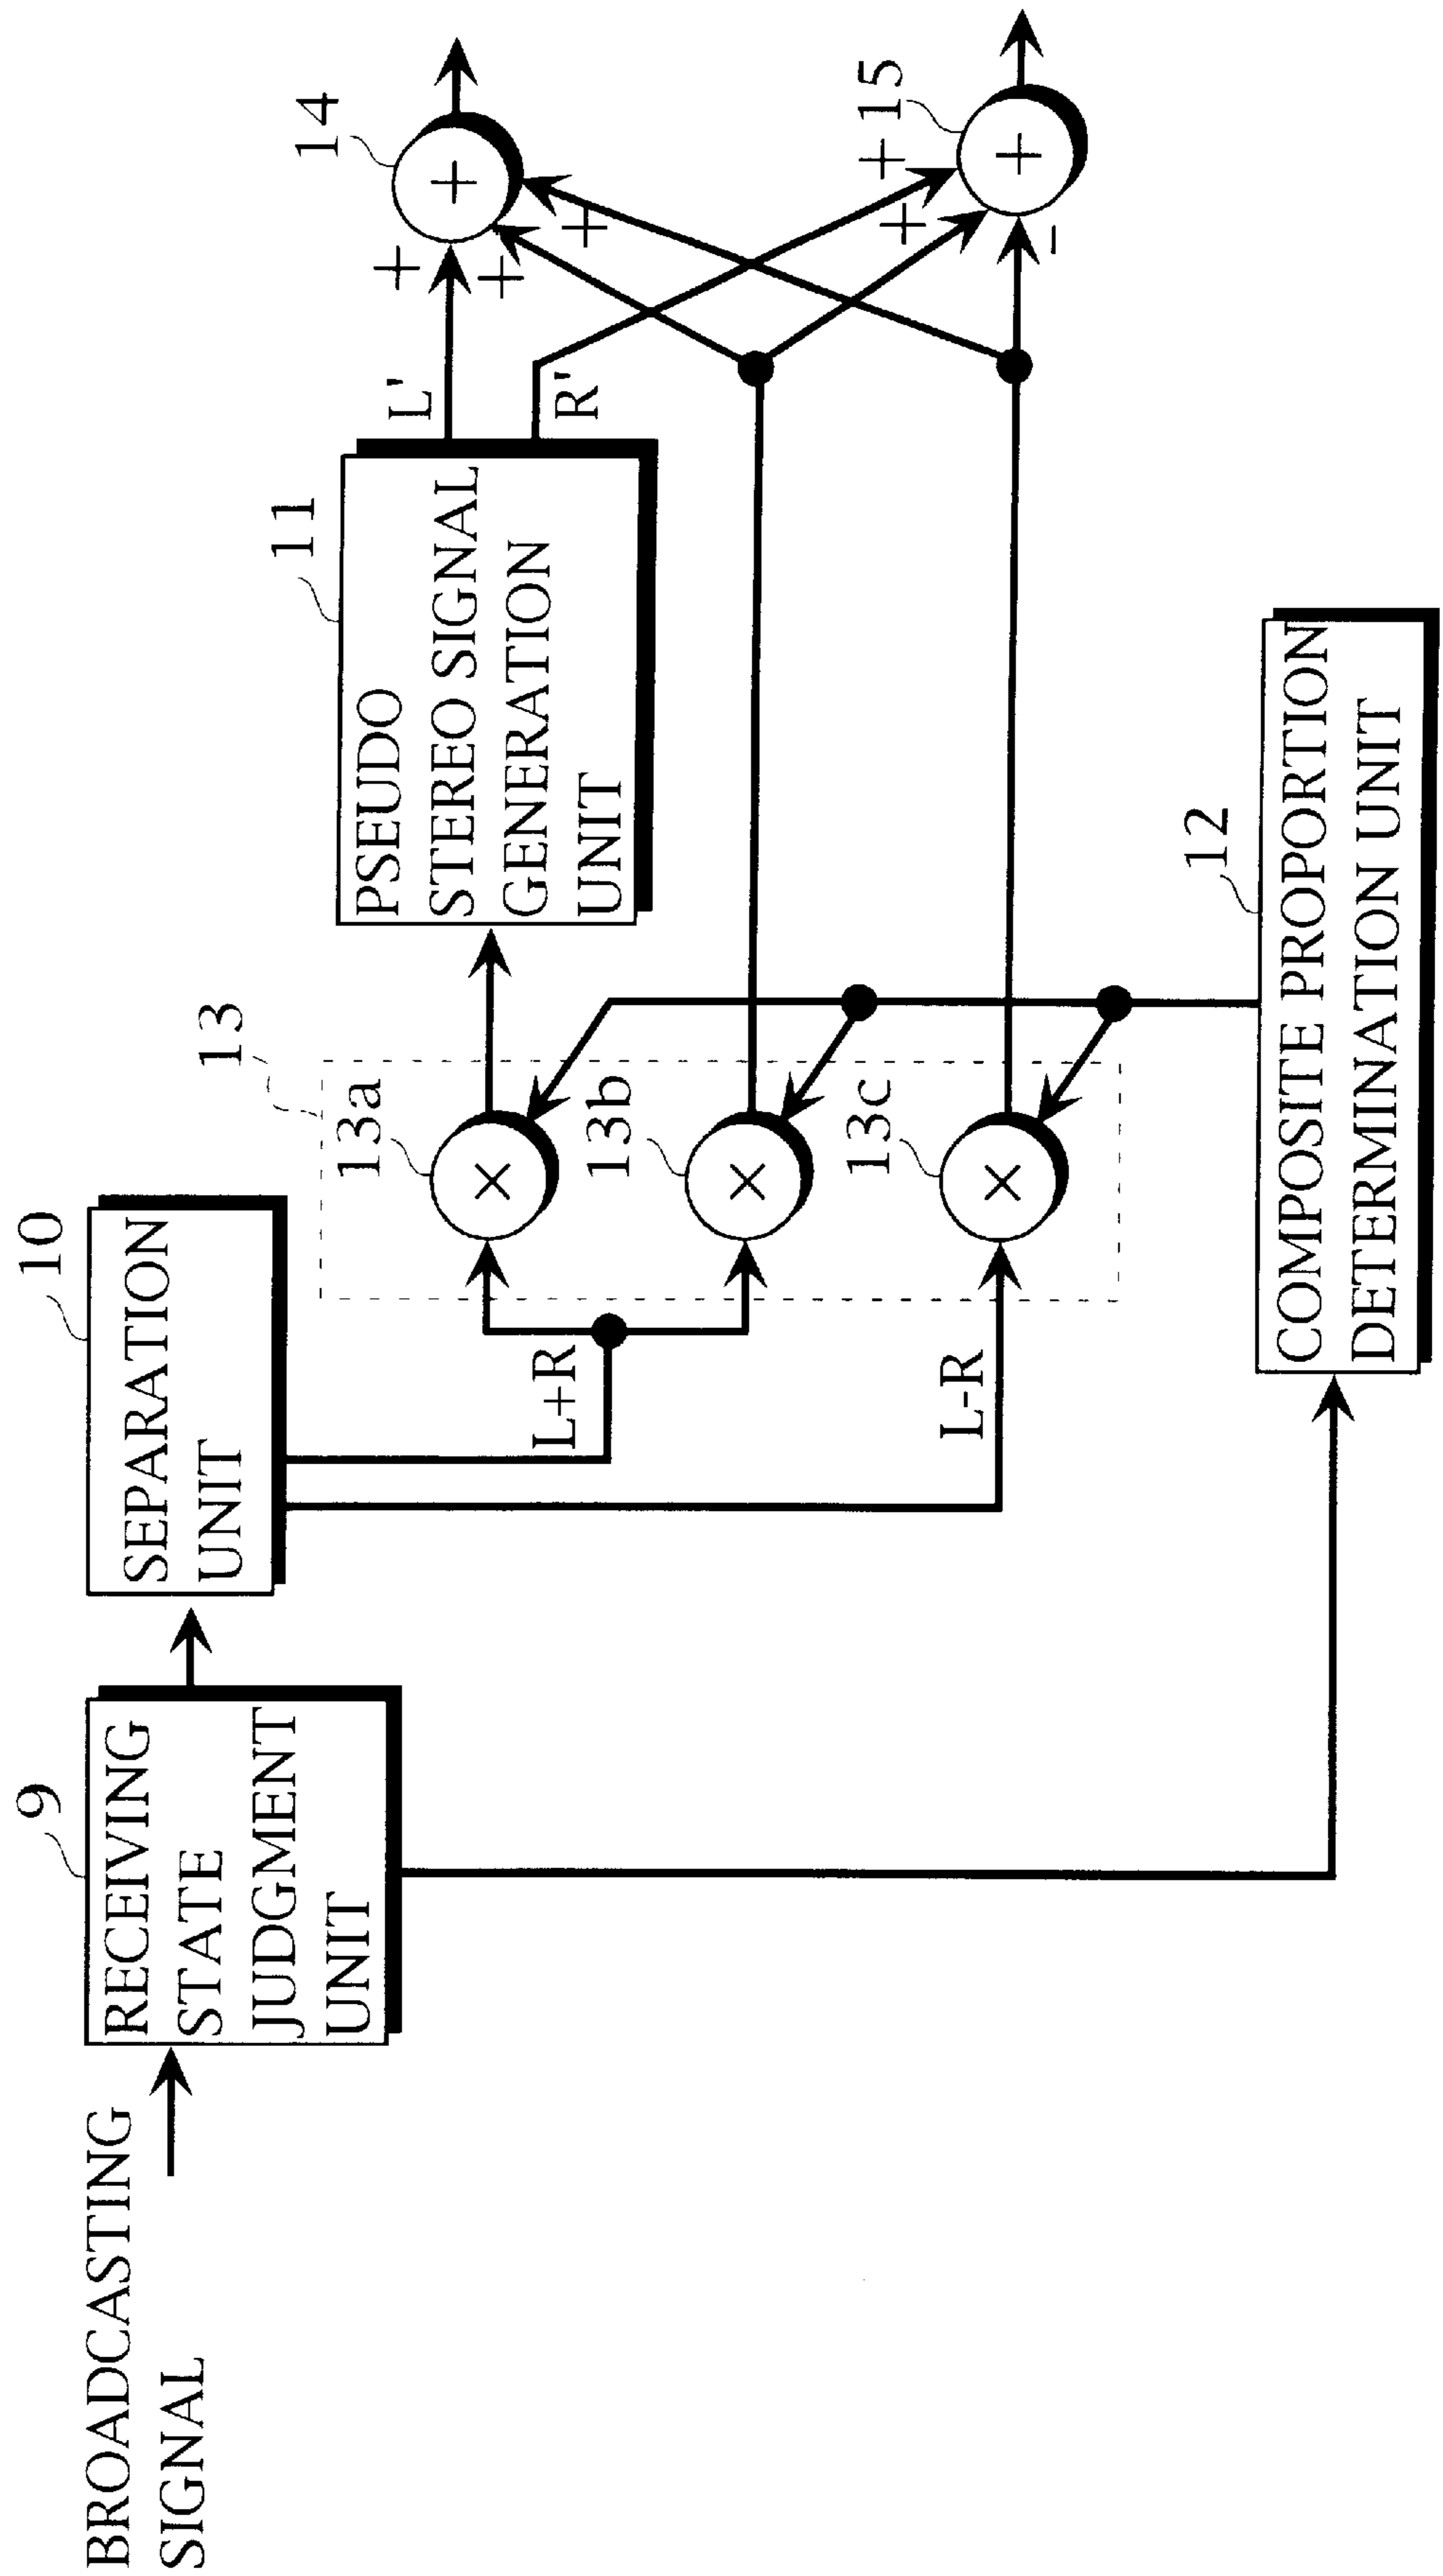 BROADCASTING
SIGNAL
9
RECEIVING
STATE
JUDGMENT
UNIT
10
SEPARATION
UNIT
L+R
L-R
13
13a
×
13b
×
13c
×
11
PSEUDO
STEREO SIGNAL
GENERATION
UNIT
L'
R'
12
COMPOSITE PROPORTION
DETERMINATION UNIT
14
+
+
+
+
15
+
+
+
-